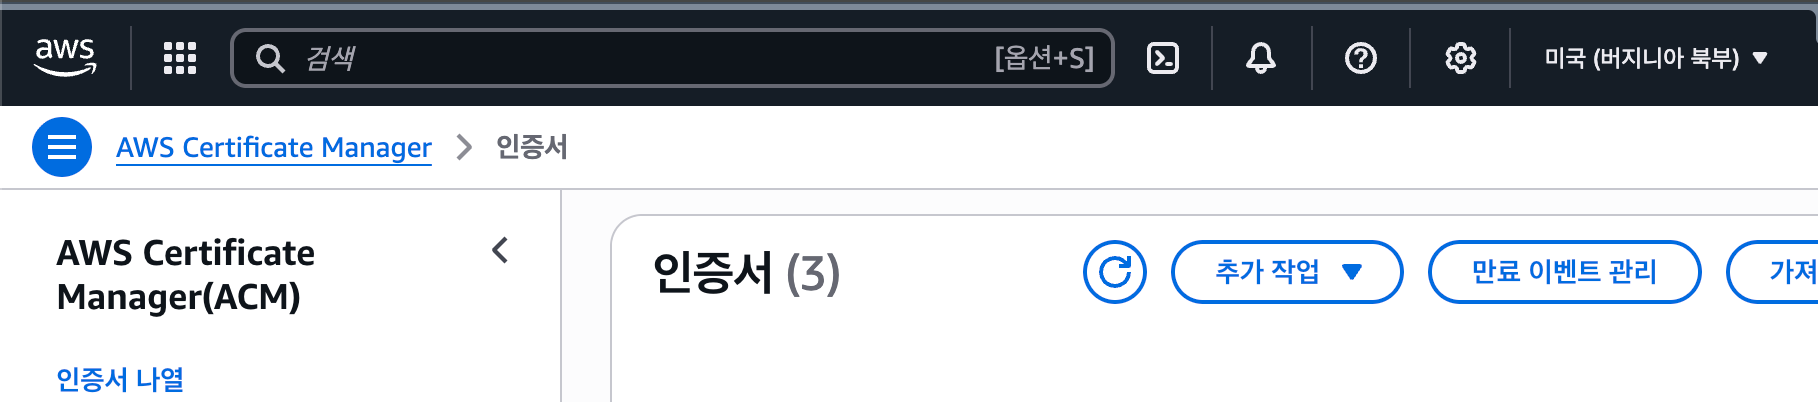 aws 검색 [옵션+S] 미국 (버지니아 북부)
AWS Certificate Manager 인증서
AWS Certificate
Manager(ACM)
인증서 나열
인증서 (3) 추가 작업 만료 이벤트 관리 가져